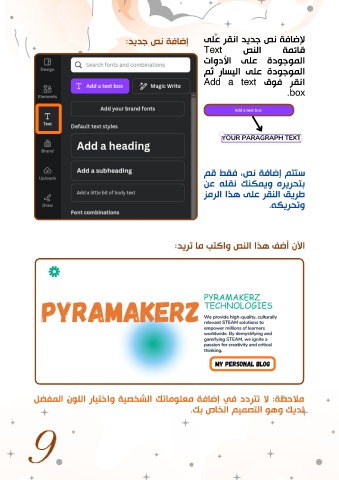 إضافة نص جديد:
لإضافة نص جديد انقر على
قائمة النص Text
الموجودة على الأدوات
الموجودة على اليسار ثم
انقر فوق Add a text
box.
Add a text box
YOUR PARAGRAPH TEXT
ستتم إضافة نص، فقط قم
بتحريره ويمكنك نقله عن
طريق النقر على هذا الرمز
وتحريكه.
Design
Elements
Text
Brand
Uploads
Draw
Search fonts and combinations
Add a text box
Magic Write
Add your brand fonts
Default text styles
Add a heading
Add a subheading
Add a little bit of body text
Font combinations
الآن أضف هذا النص واكتب ما تريد:
PYRAMAKERZ
PYRAMAKERZ
TECHNOLOGIES
We provide high-quality, culturally
relevant STEAM solutions to
empower millions of learners
worldwide. By demystifying and
gamifying STEAM, we ignite a
passion for creativity and critical
thinking.
MY PERSONAL BLOG
ملاحظة: لا تتردد في إضافة معلوماتك الشخصية واختيار اللون المفضل
لديك وهو التصميم الخاص بك.
9